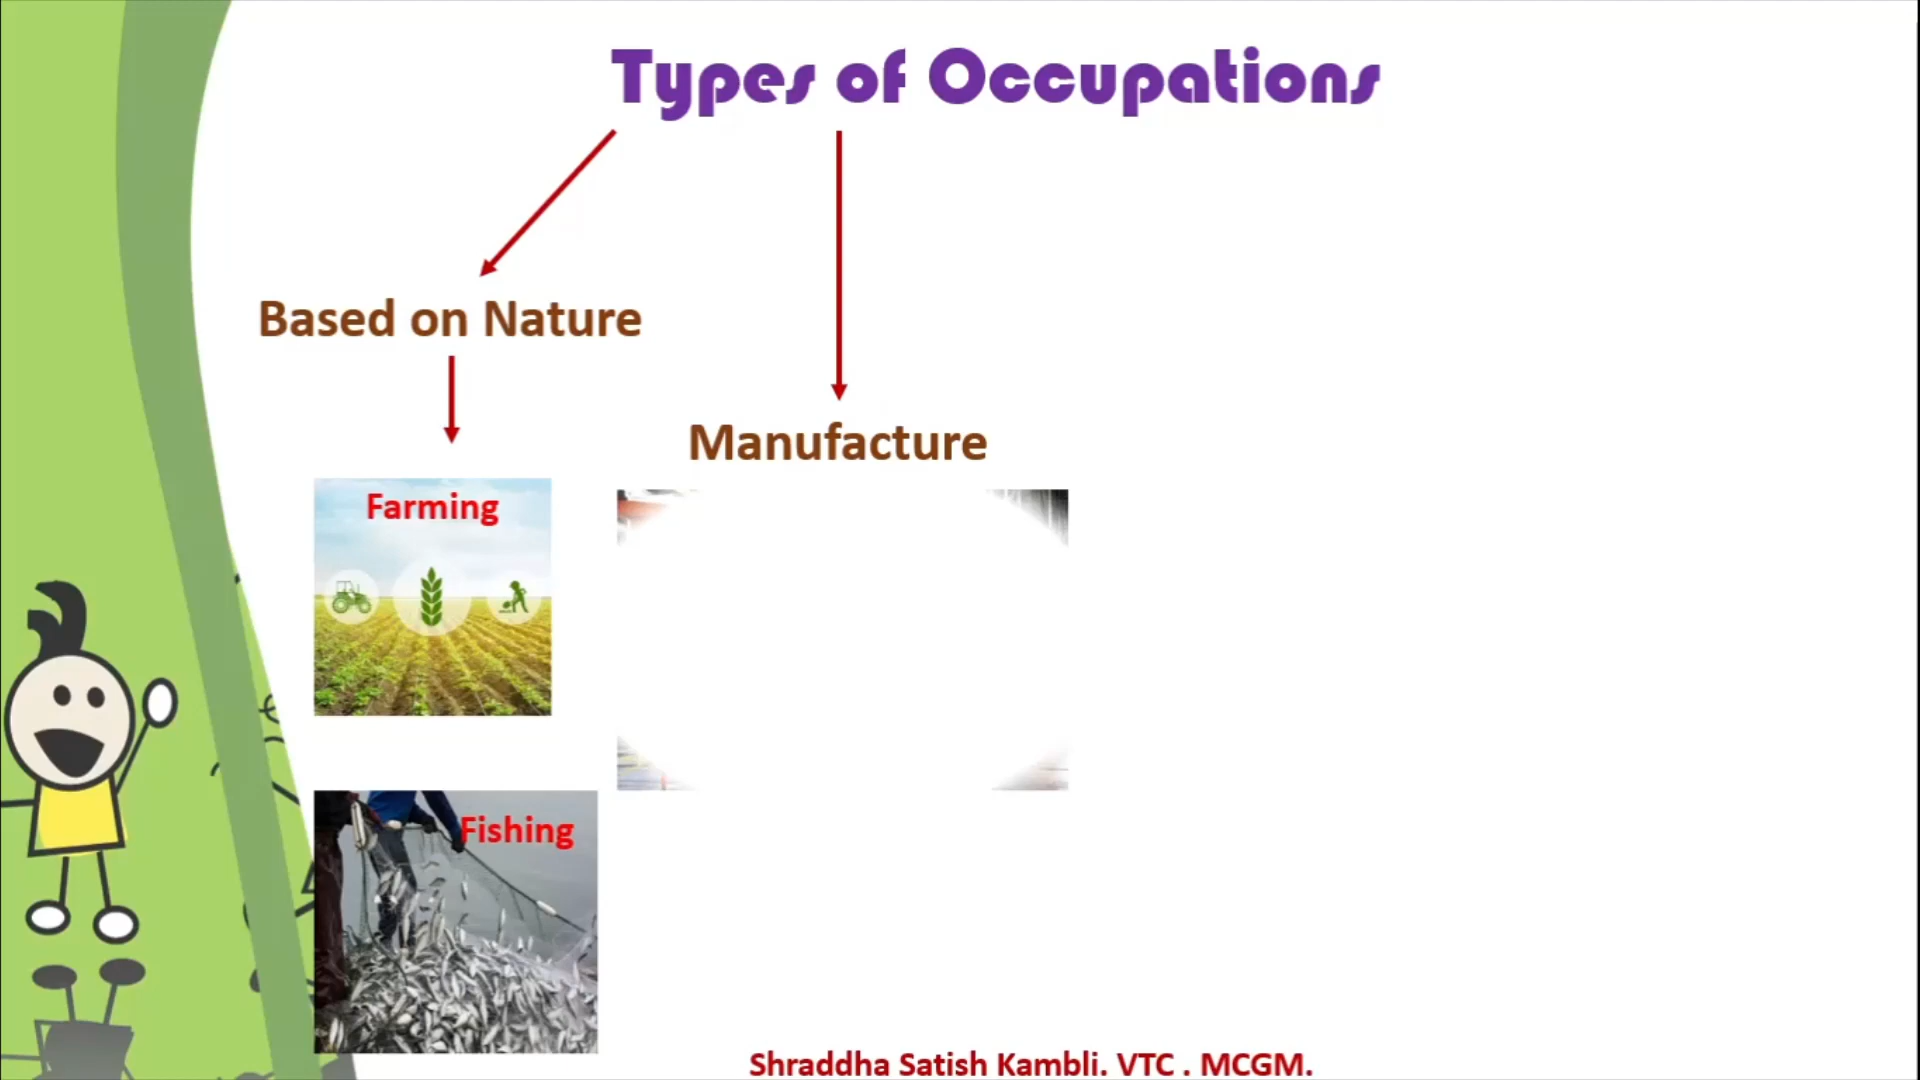 Types of Occupations
Based on Nature
Manufacture
Farming
Fishing
Shraddha Satish Kambli. VTC . MCGM.